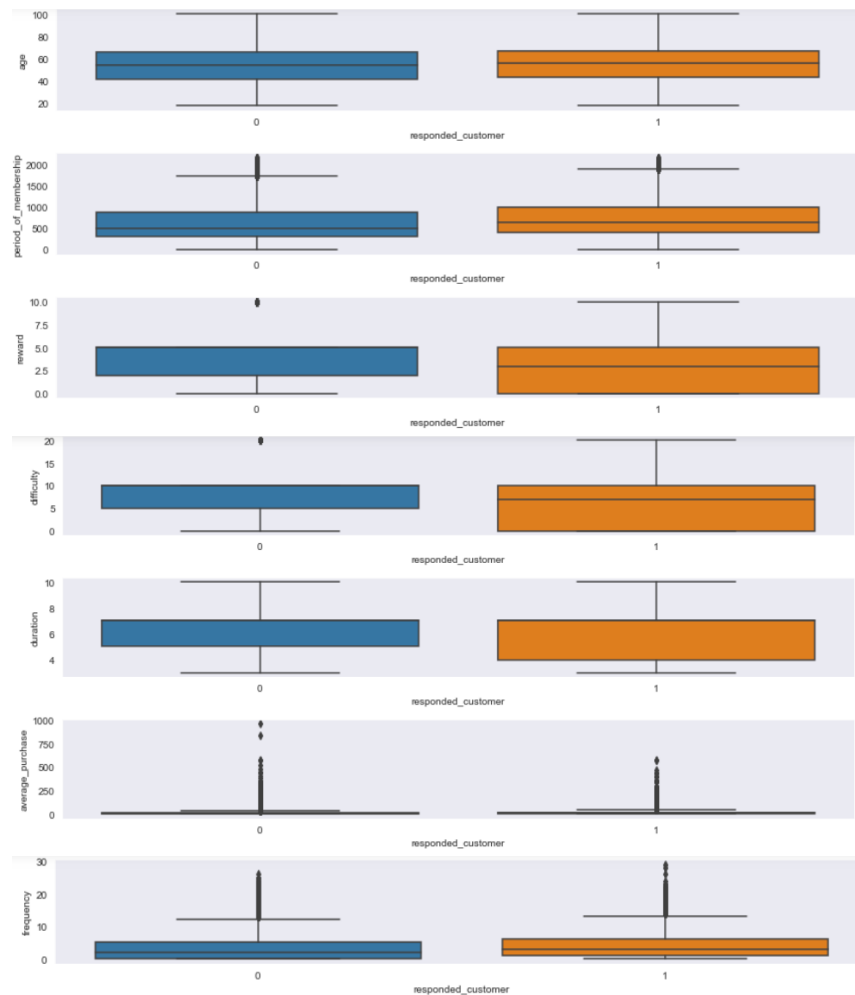 100
80
60
40
20
age
0 1
responded_customer
2000
1500
1000
500
0
period_of_membership
0 1
responded_customer
10.0
7.5
5.0
2.5
0.0
reward
0 1
responded_customer
20
15
10
5
0
difficulty
0 1
responded_customer
10
8
6
4
duration
0 1
responded_customer
1000
750
500
250
0
average_purchase
0 1
responded_customer
30
20
10
0
frequency
0 1
responded_customer